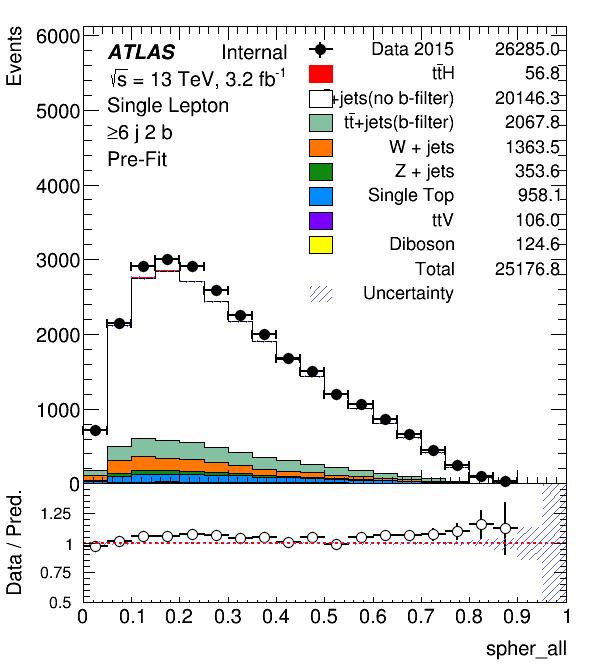 Events
6000
5000
4000
3000
2000
1000
0
ATLAS Internal
√s = 13 TeV, 3.2 fb⁻¹
Single Lepton
≥6 j 2 b
Pre-Fit
Data 2015 26285.0
tt̄H 56.8
+jets(no b-filter) 20146.3
tt̄+jets(b-filter) 2067.8
W + jets 1363.5
Z + jets 353.6
Single Top 958.1
ttV 106.0
Diboson 124.6
Total 25176.8
Uncertainty
Data / Pred.
1.25
1
0.75
0.5
0 0.1 0.2 0.3 0.4 0.5 0.6 0.7 0.8 0.9 1
spher_all